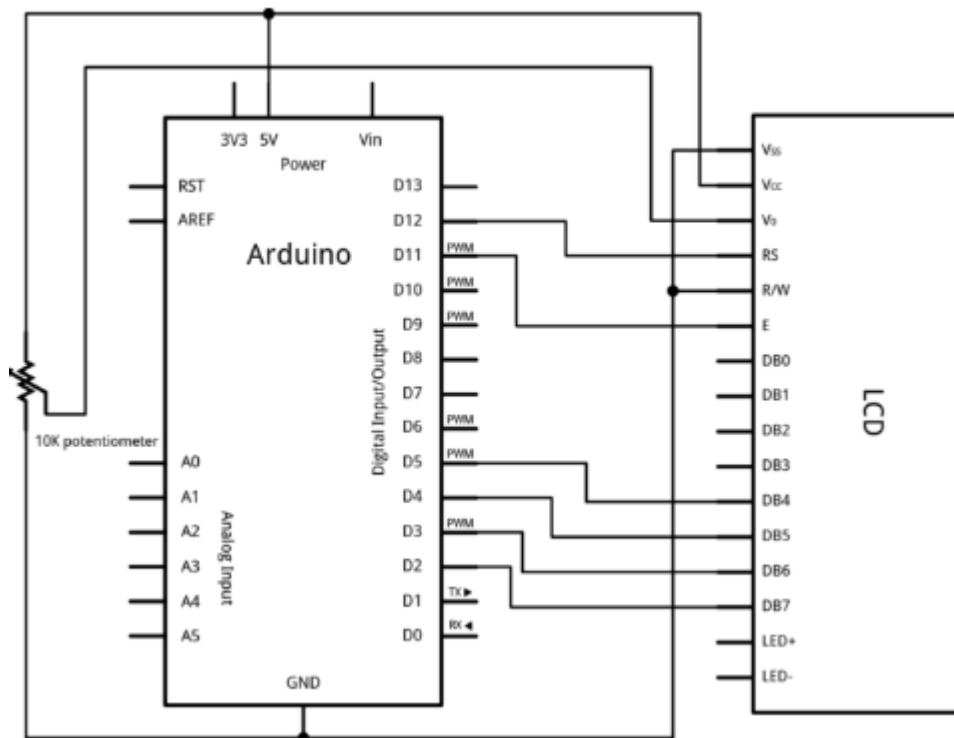 3V3 5V Vin
Power
RST
AREF
Arduino
D13
D12
D11 PWM
D10 PWM
D9 PWM
D8
D7
D6 PWM
D5 PWM
D4
D3 PWM
D2
D1 TX ▶
D0 RX ◀
Digital Input/Output
10K potentiometer
A0
A1
A2
A3
A4
A5
Analog Input
GND
Vss
Vcc
V0
RS
R/W
E
DB0
DB1
DB2
DB3
DB4
DB5
DB6
DB7
LED+
LED-
LCD